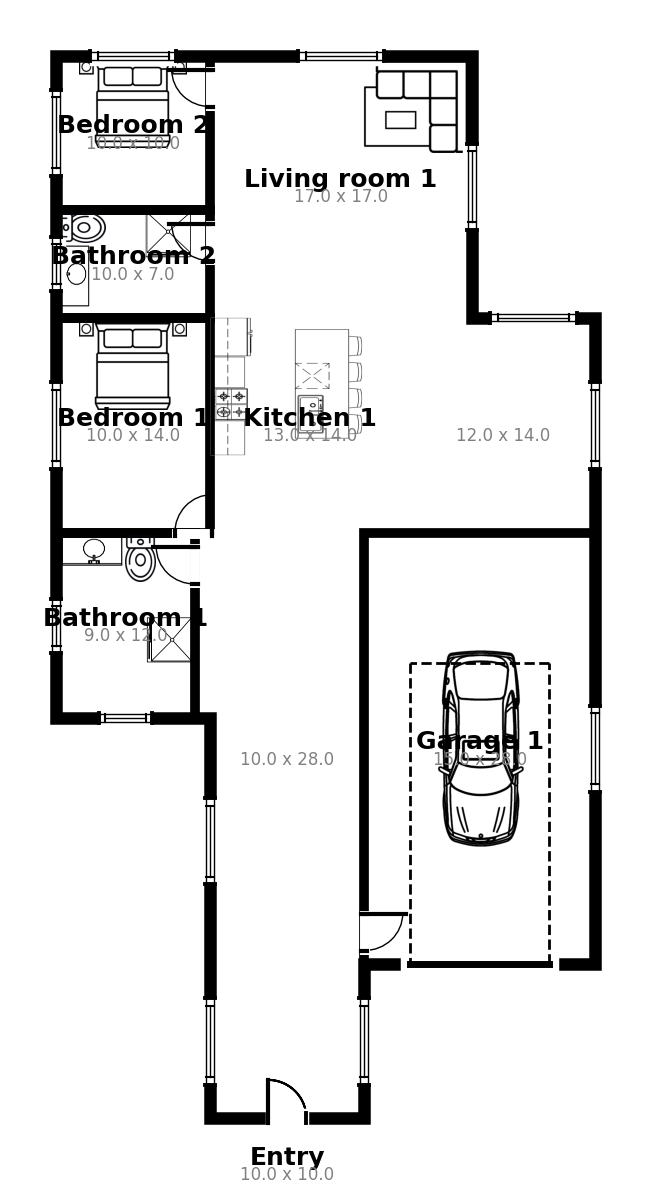 Bedroom 2
10.0 x 10.0
Living room 1
17.0 x 17.0
Bathroom 2
10.0 x 7.0
Bedroom 1
10.0 x 14.0
Kitchen 1
13.0 x 14.0
12.0 x 14.0
Bathroom 1
9.0 x 12.0
Garage 1
15.0 x 28.0
10.0 x 28.0
Entry
10.0 x 10.0